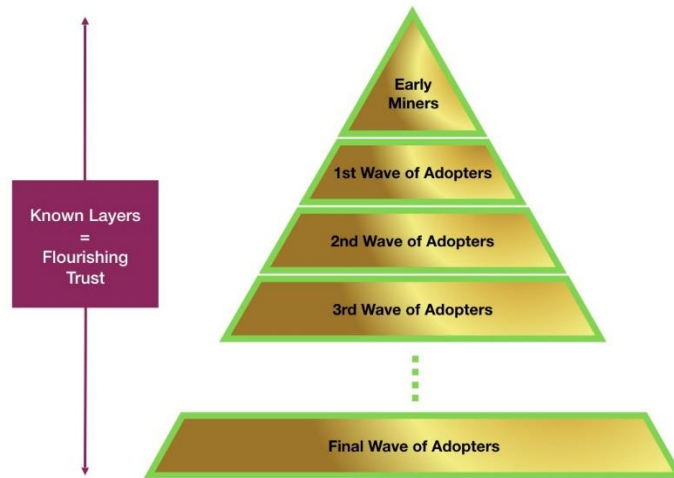 Early
Miners
1st Wave of Adopters
Known Layers
=
Flourishing
Trust
2nd Wave of Adopters
3rd Wave of Adopters
Final Wave of Adopters